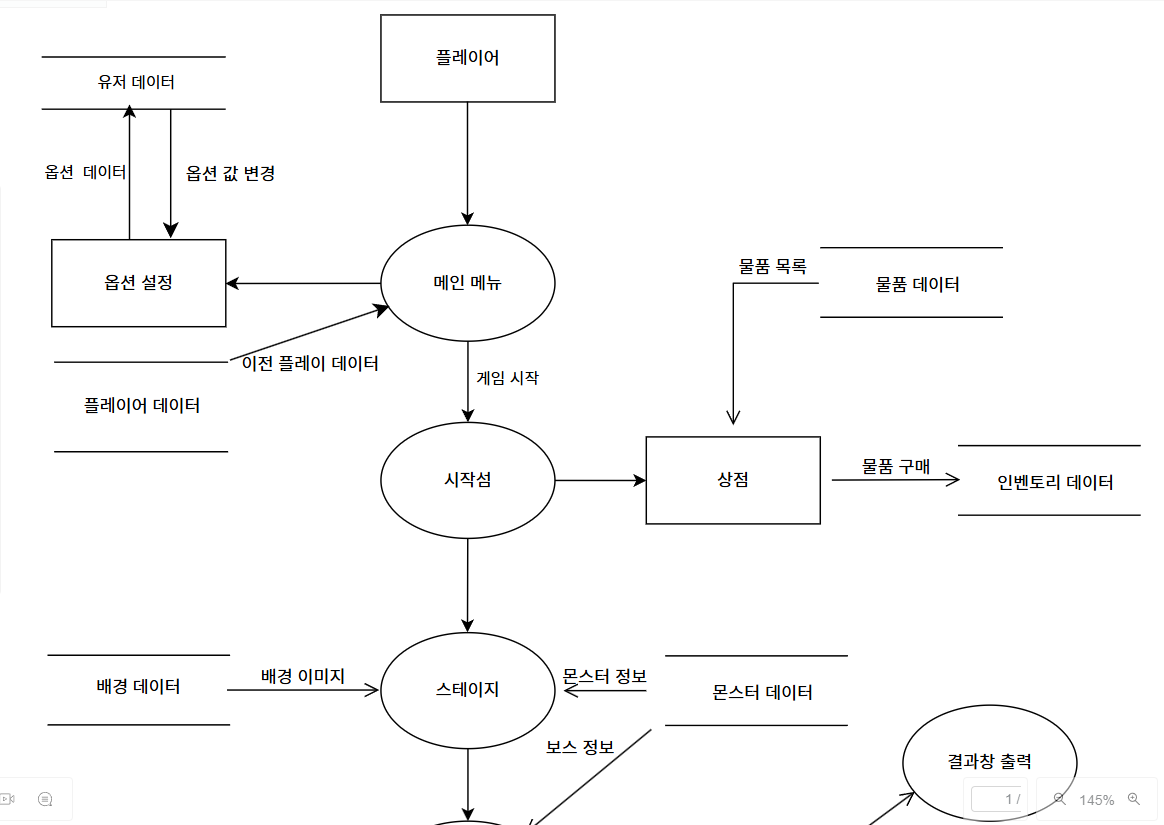 플레이어
유저 데이터
옵션 데이터
옵션 값 변경
옵션 설정
메인 메뉴
물품 목록
물품 데이터
이전 플레이 데이터
게임 시작
플레이어 데이터
시작섬
상점
물품 구매
인벤토리 데이터
배경 데이터
배경 이미지
스테이지
몬스터 정보
몬스터 데이터
보스 정보
결과창 출력
1 /
145%